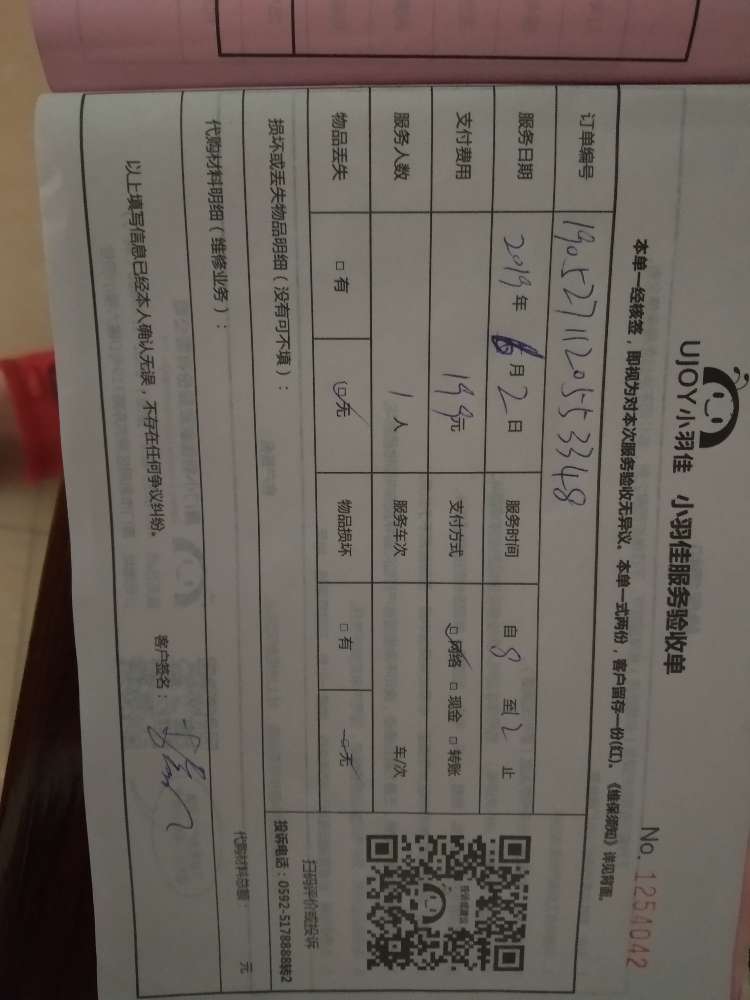 UJOY小羽佳 小羽佳服务验收单
No. 1254042
本单一经核签，即视为对本次服务验收无异议。本单一式两份，客户留存一份(红)。《维保须知》详见背面。
订单编号 1905271120553348
服务日期 2019年6月2日 服务时间 自8至12止
支付费用 199元 支付方式 □网络 □现金 □转账
服务人数 1人 服务车次 车/次
物品丢失 □有 □无 物品损坏 □有 □无
损坏或丢失物品明细（没有可不填）：
扫码评价或投诉
投诉电话：0592-5178888转2
代购材料明细（维修业务）：
代购材料总额： 元
以上填写信息已经本人确认无误，不存在任何争议纠纷。
客户签名：